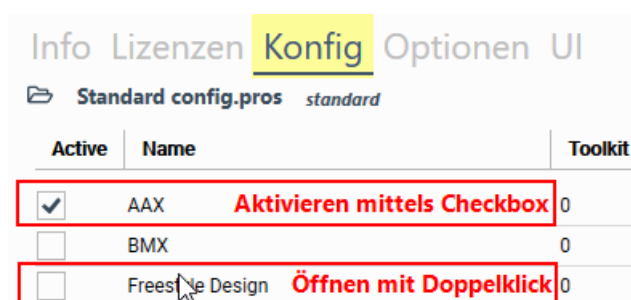 Info Lizenzen Konfig Optionen UI
Standard config.pros standard
Active Name Toolkit
AAX Aktivieren mittels Checkbox 0
BMX 0
Freestyle Design Öffnen mit Doppelklick 0